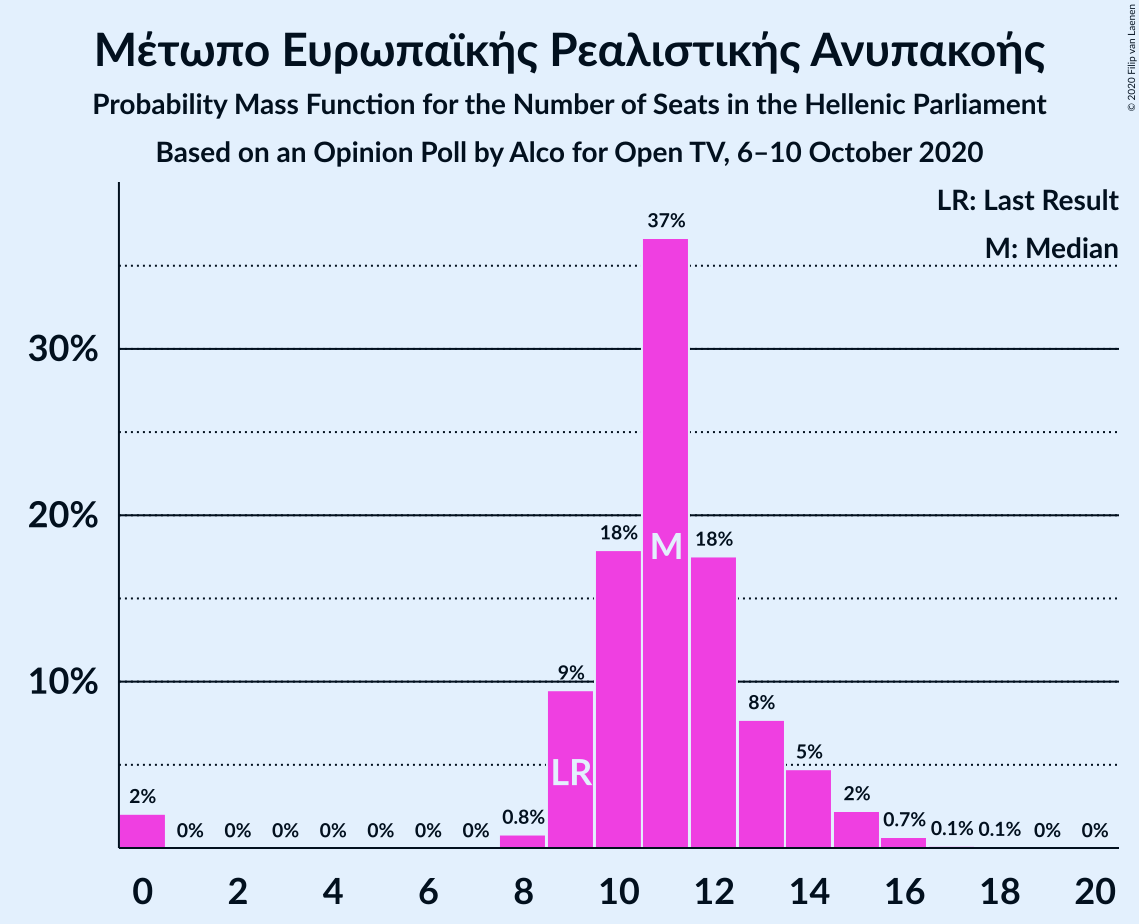 Μέτωπο Ευρωπαϊκής Ρεαλιστικής Ανυπακοής
Probability Mass Function for the Number of Seats in the Hellenic Parliament
Based on an Opinion Poll by Alco for Open TV, 6–10 October 2020
© 2020 Filip van Laenen
LR: Last Result
M: Median
30%
20%
10%
2%
0%
0%
0%
0%
0%
0%
0%
0.8%
9%
18%
37%
18%
8%
5%
2%
0.7%
0.1%
0.1%
0%
0%
LR
M
0 2 4 6 8 10 12 14 16 18 20